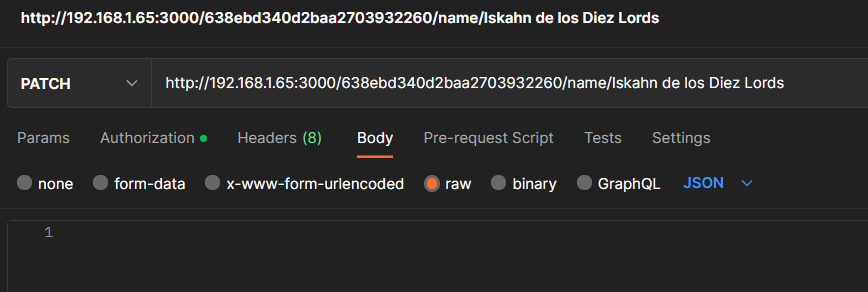 http://192.168.1.65:3000/638ebd340d2baa2703932260/name/Iskahn de los Diez Lords
PATCH http://192.168.1.65:3000/638ebd340d2baa2703932260/name/Iskahn de los Diez Lords
Params Authorization Headers (8) Body Pre-request Script Tests Settings
none form-data x-www-form-urlencoded raw binary GraphQL JSON
1